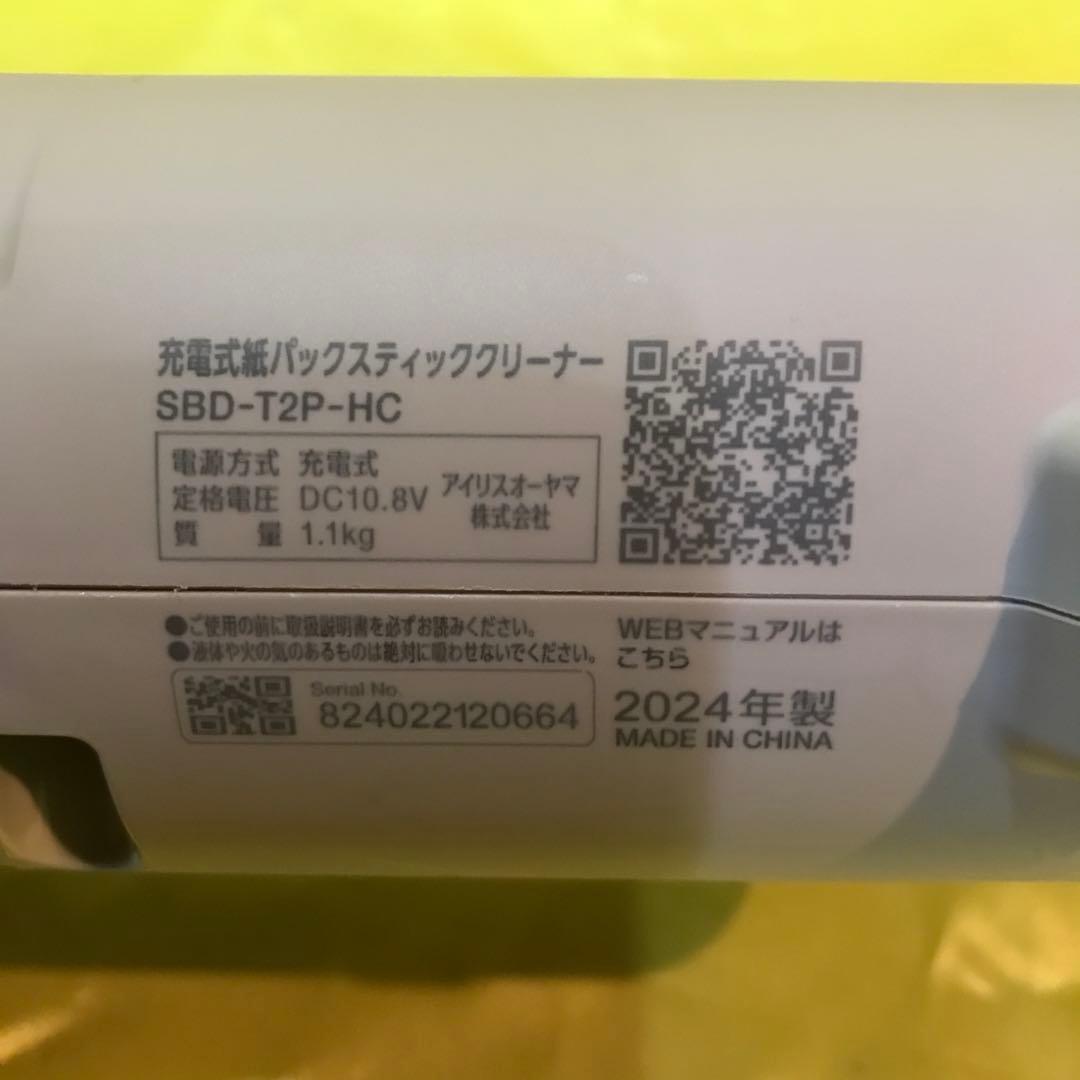 充電式紙パックスティッククリーナー
SBD-T2P-HC
電源方式 充電式
定格電圧 DC10.8V
質 量 1.1kg
アイリスオーヤマ
株式会社
●ご使用の前に取扱説明書を必ずお読みください。
●液体や火の気のあるものは絶対に吸わせないでください。
Serial No.
824022120664
WEBマニュアルは
こちら
2024年製
MADE IN CHINA